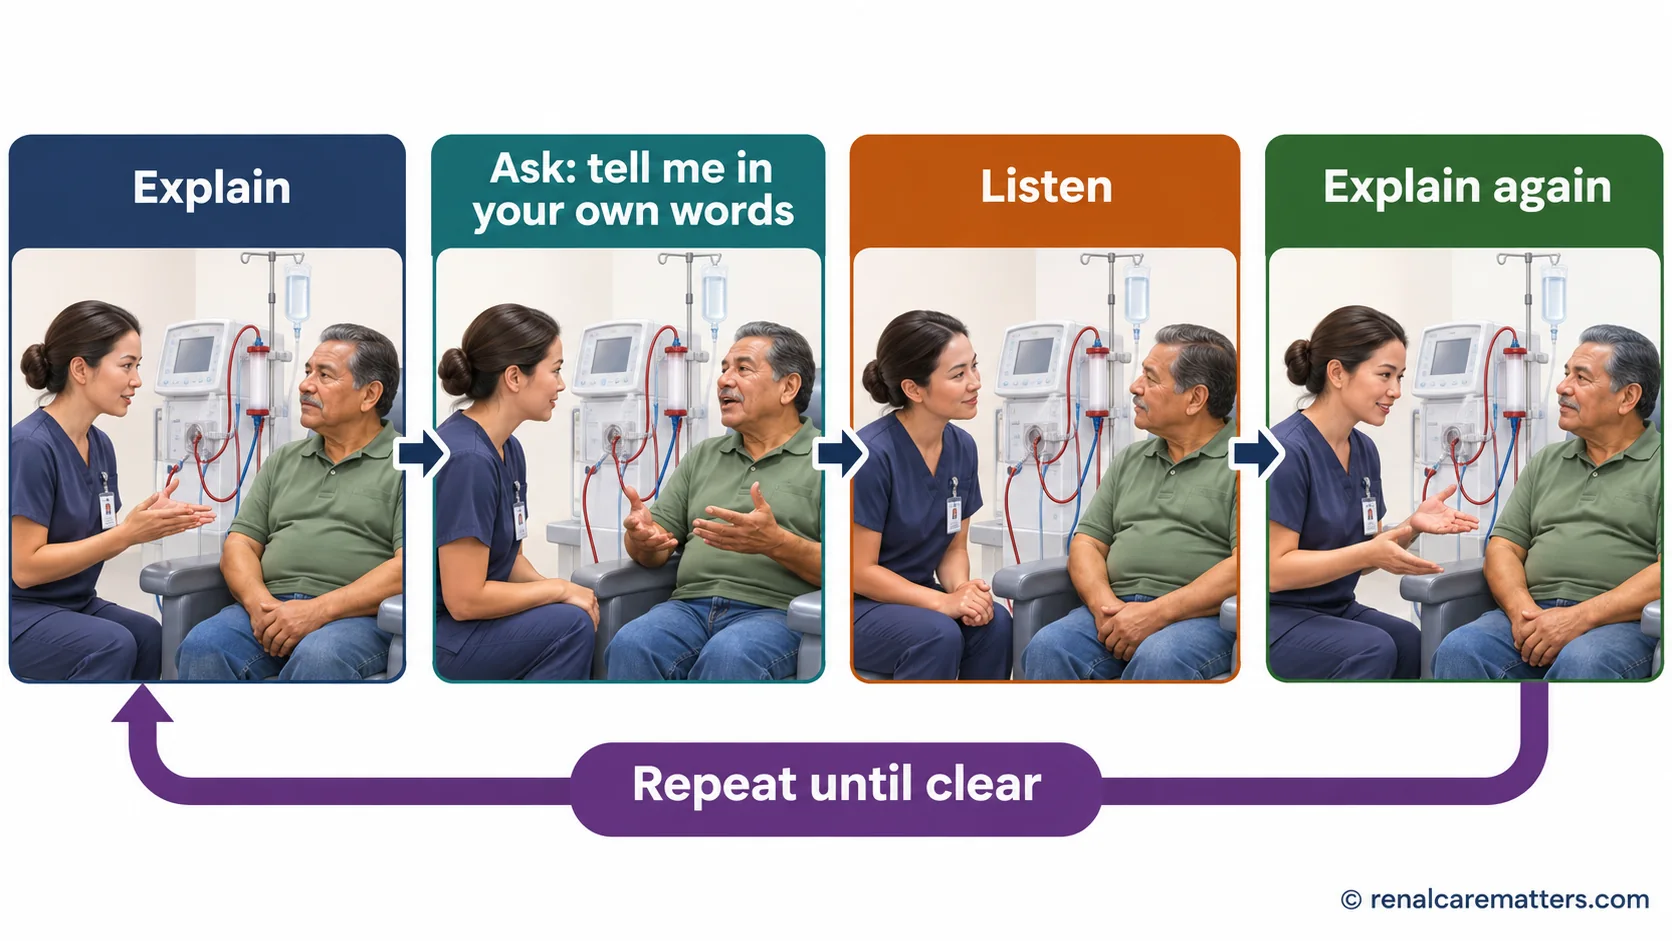 Explain
Ask: tell me in
your own words
Listen
Explain again
Repeat until clear
© renalcarematters.com